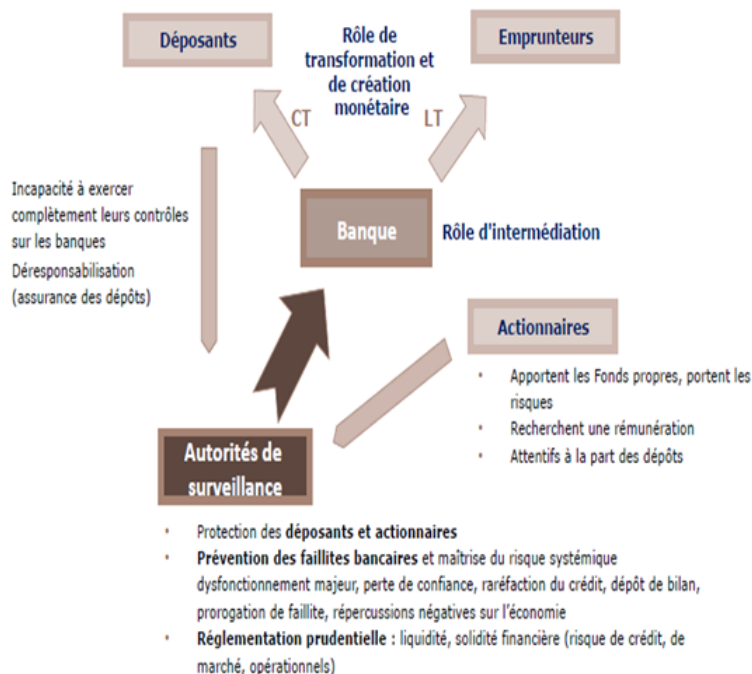 Déposants
Rôle de
transformation et
de création
monétaire
Emprunteurs
CT
LT
Incapacité à exercer
complètement leurs contrôles
sur les banques
Déresponsabilisation
(assurance des dépôts)
Banque
Rôle d'intermédiation
Actionnaires
• Apportent les Fonds propres, portent les
risques
• Recherchent une rémunération
• Attentifs à la part des dépôts
Autorités de
surveillance
• Protection des déposants et actionnaires
• Prévention des faillites bancaires et maîtrise du risque systémique
dysfonctionnement majeur, perte de confiance, raréfaction du crédit, dépôt de bilan,
prorogation de faillite, répercussions négatives sur l'économie
• Réglementation prudentielle : liquidité, solidité financière (risque de crédit, de
marché, opérationnels)